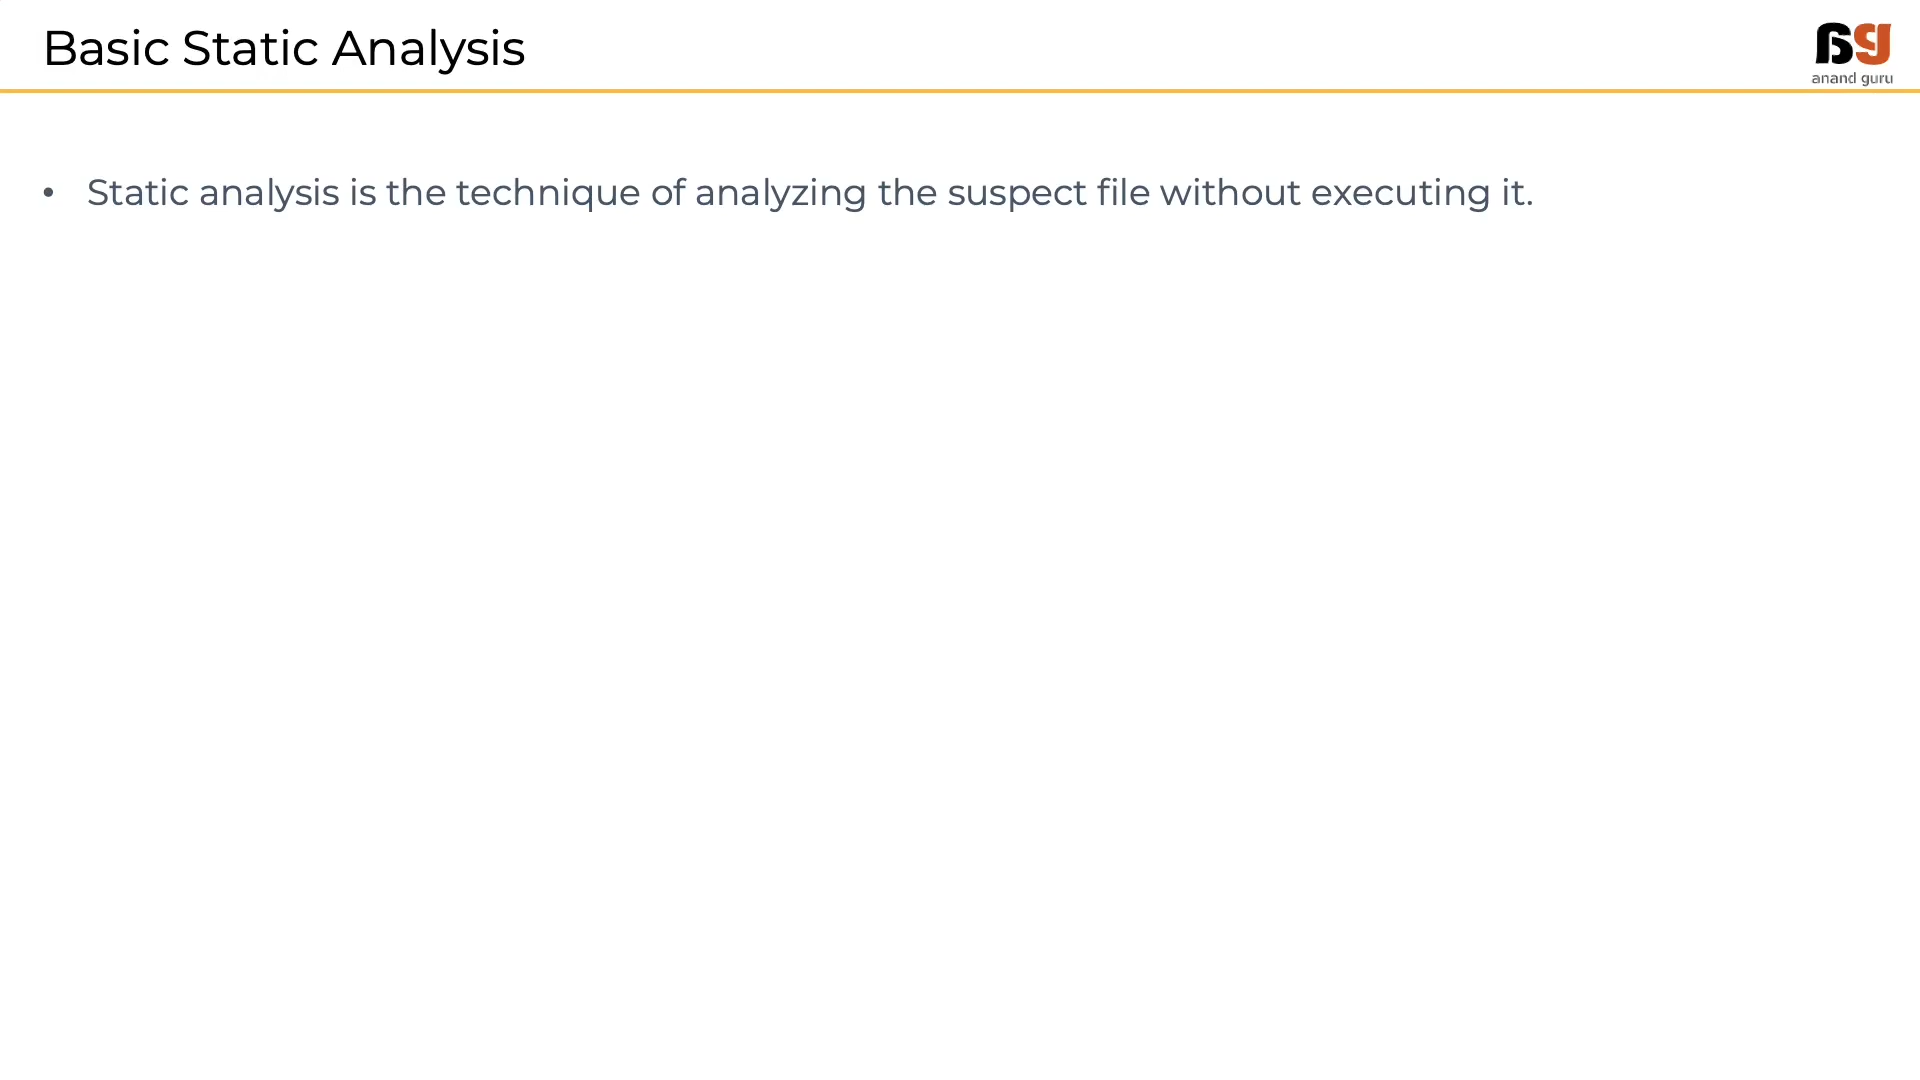 Basic Static Analysis
anand guru
• Static analysis is the technique of analyzing the suspect file without executing it.